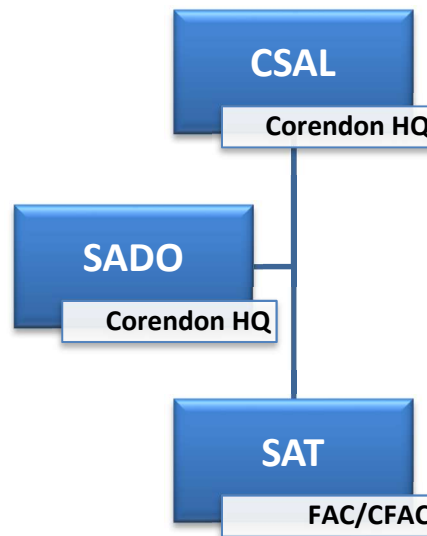 CSAL
Corendon HQ
SADO
Corendon HQ
SAT
FAC/CFAC